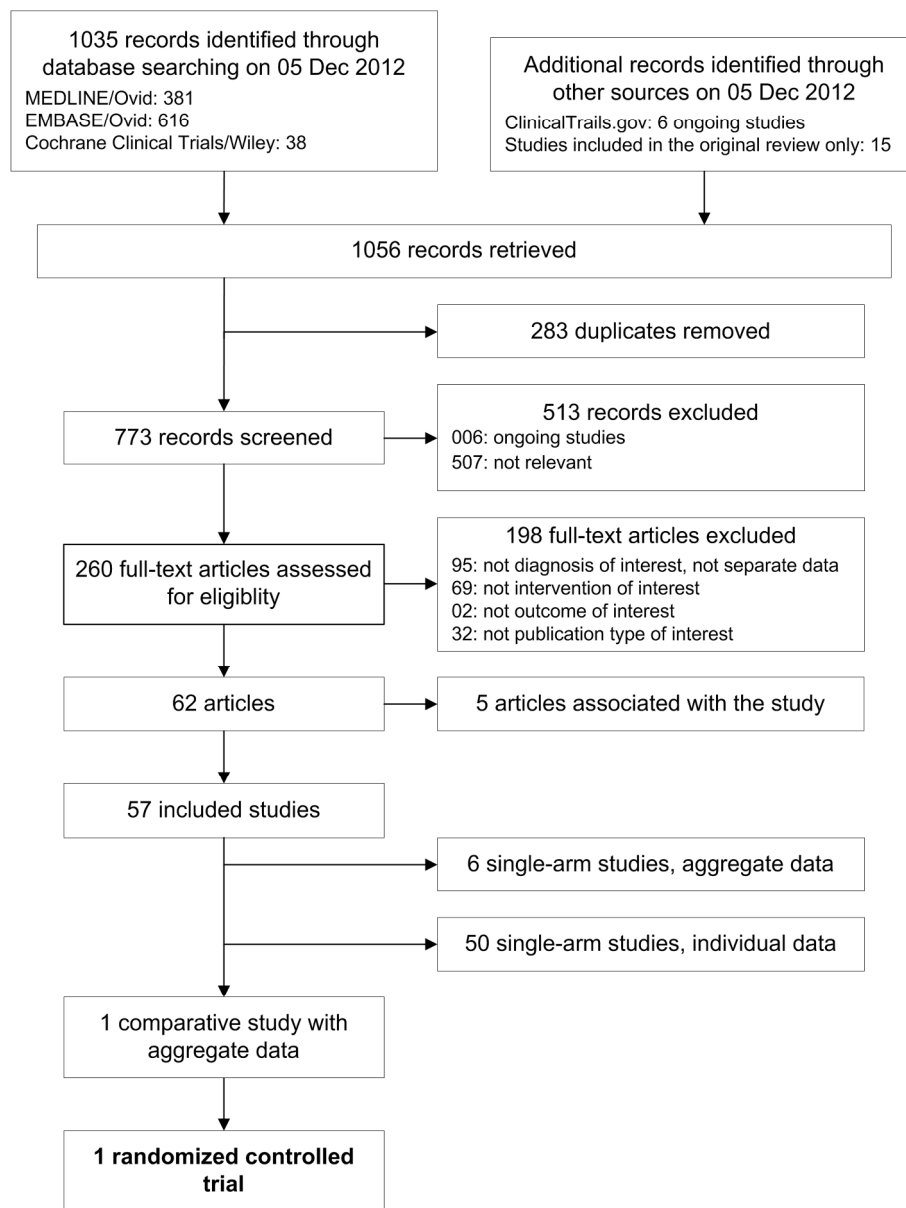 1035 records identified through
database searching on 05 Dec 2012
MEDLINE/Ovid: 381
EMBASE/Ovid: 616
Cochrane Clinical Trials/Wiley: 38
Additional records identified through
other sources on 05 Dec 2012
ClinicalTrails.gov: 6 ongoing studies
Studies included in the original review only: 15
1056 records retrieved
283 duplicates removed
773 records screened
513 records excluded
006: ongoing studies
507: not relevant
260 full-text articles assessed
for eligiblity
198 full-text articles excluded
95: not diagnosis of interest, not separate data
69: not intervention of interest
02: not outcome of interest
32: not publication type of interest
62 articles
5 articles associated with the study
57 included studies
6 single-arm studies, aggregate data
50 single-arm studies, individual data
1 comparative study with
aggregate data
1 randomized controlled
trial